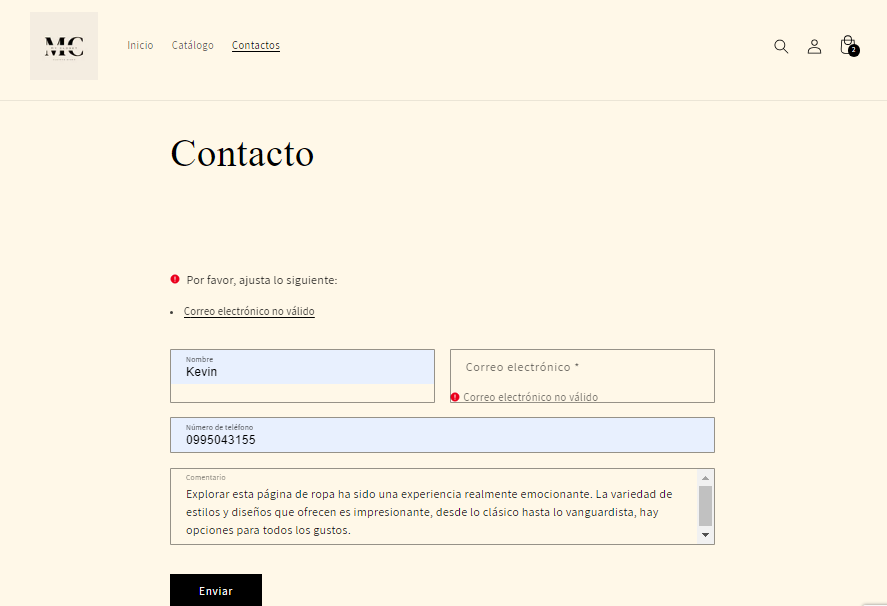 MC
Inicio
Catálogo
Contactos
2
Contacto
Por favor, ajusta lo siguiente:
Correo electrónico no válido
Nombre
Kevin
Correo electrónico *
Correo electrónico no válido
Número de teléfono
0995043155
Comentario
Explorar esta página de ropa ha sido una experiencia realmente emocionante. La variedad de
estilos y diseños que ofrecen es impresionante, desde lo clásico hasta lo vanguardista, hay
opciones para todos los gustos.
Enviar